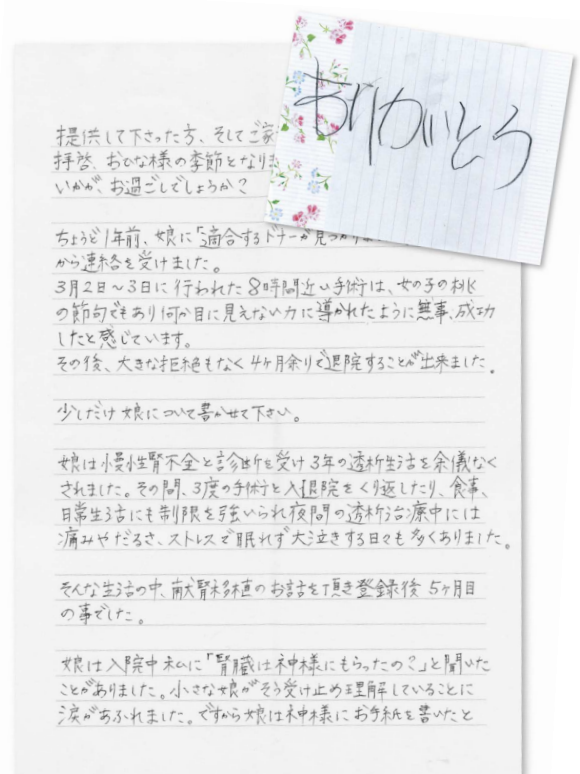 ありがとう
提供して下さった方、そしてご家
拝啓、おひな様の季節となりま
いかがお過ごしでしょうか?
ちょうど1年前、娘に「適合するドナーが見つかりま
から連絡を受けました。
3月2日~3日に行われた8時間近い手術は、女の子の桃
の節句でもあり何か目に見えない力に導かれたように無事、成功
したと感じています。
その後、大きな拒絶もなく4ヶ月余りで退院することが出来ました。
少しだけ娘について書かせて下さい。
娘は慢性腎不全と診断を受け3年の透析生活を余儀なく
されました。その間、3度の手術と入退院をくり返したり、食事、
日常生活にも制限を強いられ夜間の透析治療中には
痛みやだるさ、ストレスで眠れず大泣きする日々も多くありました。
そんな生活の中、献腎移植のお話を頂き登録後5ヶ月目
の事でした。
娘は入院中私に「腎臓は神様にもらったの?」と聞いた
ことがありました。小さな娘がそう受け止め理解していることに
涙があふれました。ですから娘は神様にお手紙を書いたと